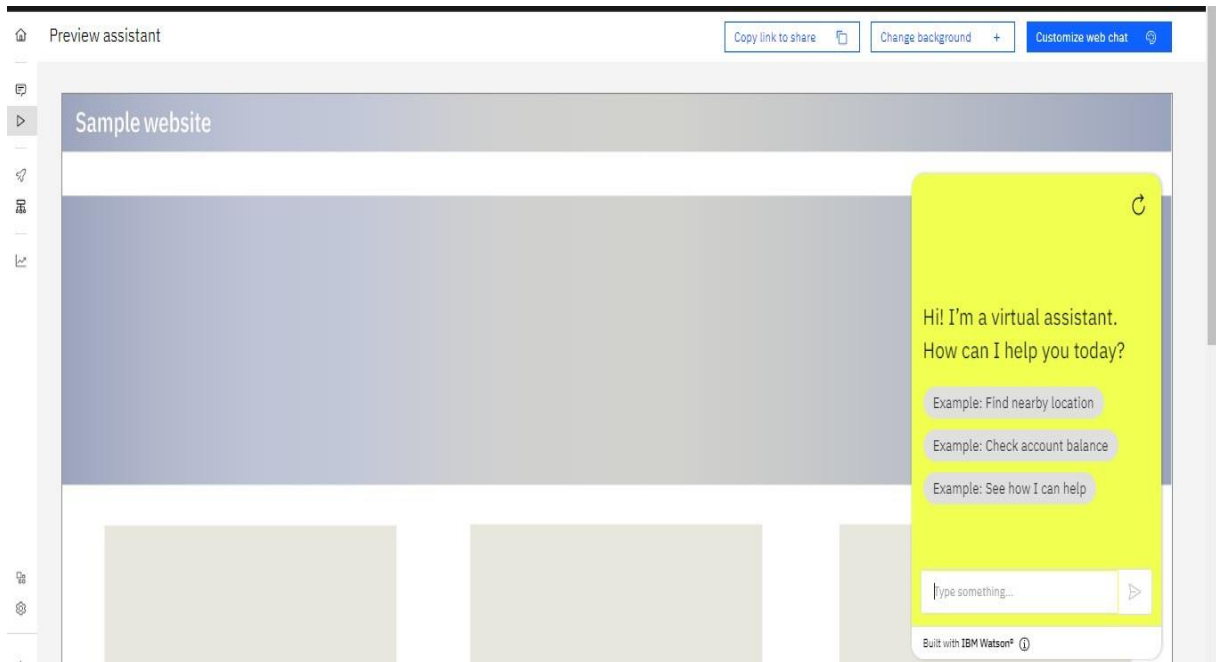 Preview assistant
Copy link to share
Change background +
Customize web chat
Sample website
Hi! I'm a virtual assistant.
How can I help you today?
Example: Find nearby location
Example: Check account balance
Example: See how I can help
Type something...
Built with IBM Watson®